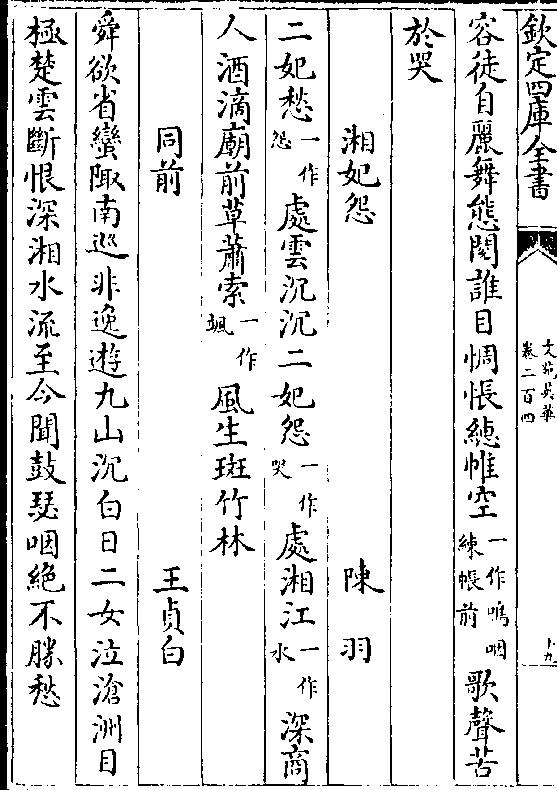 欽定四庫全書
文苑英華
卷二百四
十九
容徒自麗舞態閱誰目惆悵繐帷空一作嗚咽練帳前歌聲苦
於哭
湘妃怨 陳羽
二妃愁一作怨處雲沉沉二妃怨一作哭處湘江一作水深商
人酒滴廟前草蕭索一作颯風生斑竹林
同前 王貞白
舜欲省蠻陬南巡非逸遊九山沉白日二女泣滄洲目
極楚雲斷恨深湘水流至今聞鼓瑟咽絕不勝愁